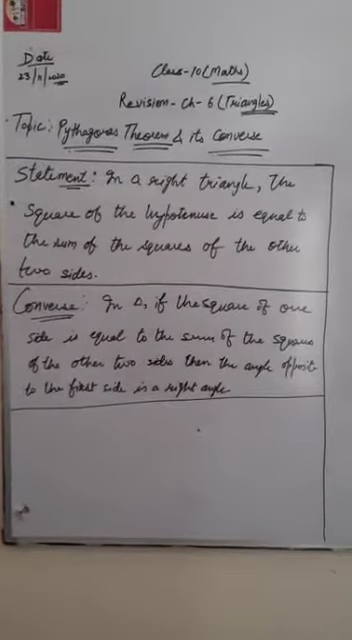 Date
23/11/2020
Class-10 (Maths)
Revision- Ch- 6 (Triangles)
Topic: Pythagoras Theorem & its Converse
Statement: In a right triangle, the
square of the hypotenuse is equal to
the sum of the squares of the other
two sides.
Converse: In Δ, if the square of one
side is equal to the sum of the squares
of the other two sides then the angle opposit
to the first side is a right angle